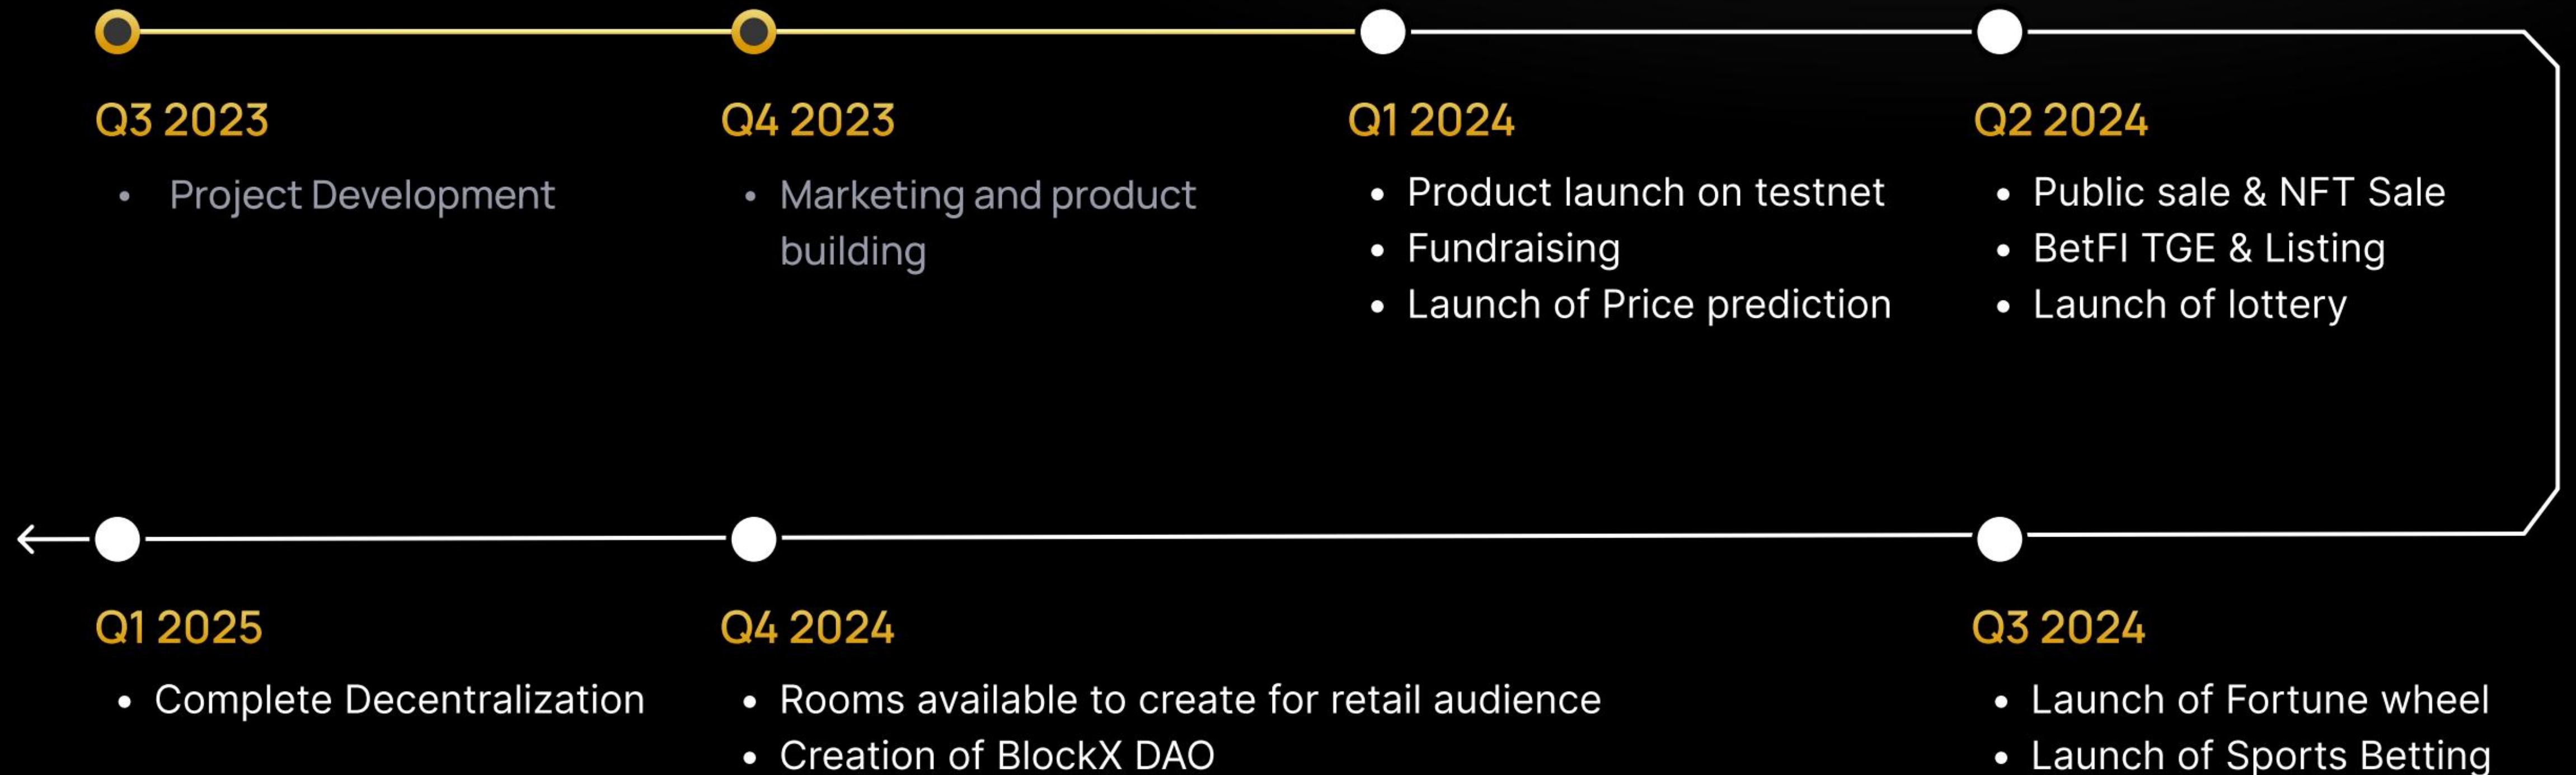 Q3 2023
• Project Development
Q4 2023
• Marketing and product
building
Q1 2024
• Product launch on testnet
• Fundraising
• Launch of Price prediction
Q2 2024
• Public sale & NFT Sale
• BetFI TGE & Listing
• Launch of lottery
Q3 2024
• Launch of Fortune wheel
• Launch of Sports Betting
Q4 2024
• Rooms available to create for retail audience
• Creation of BlockX DAO
Q1 2025
• Complete Decentralization